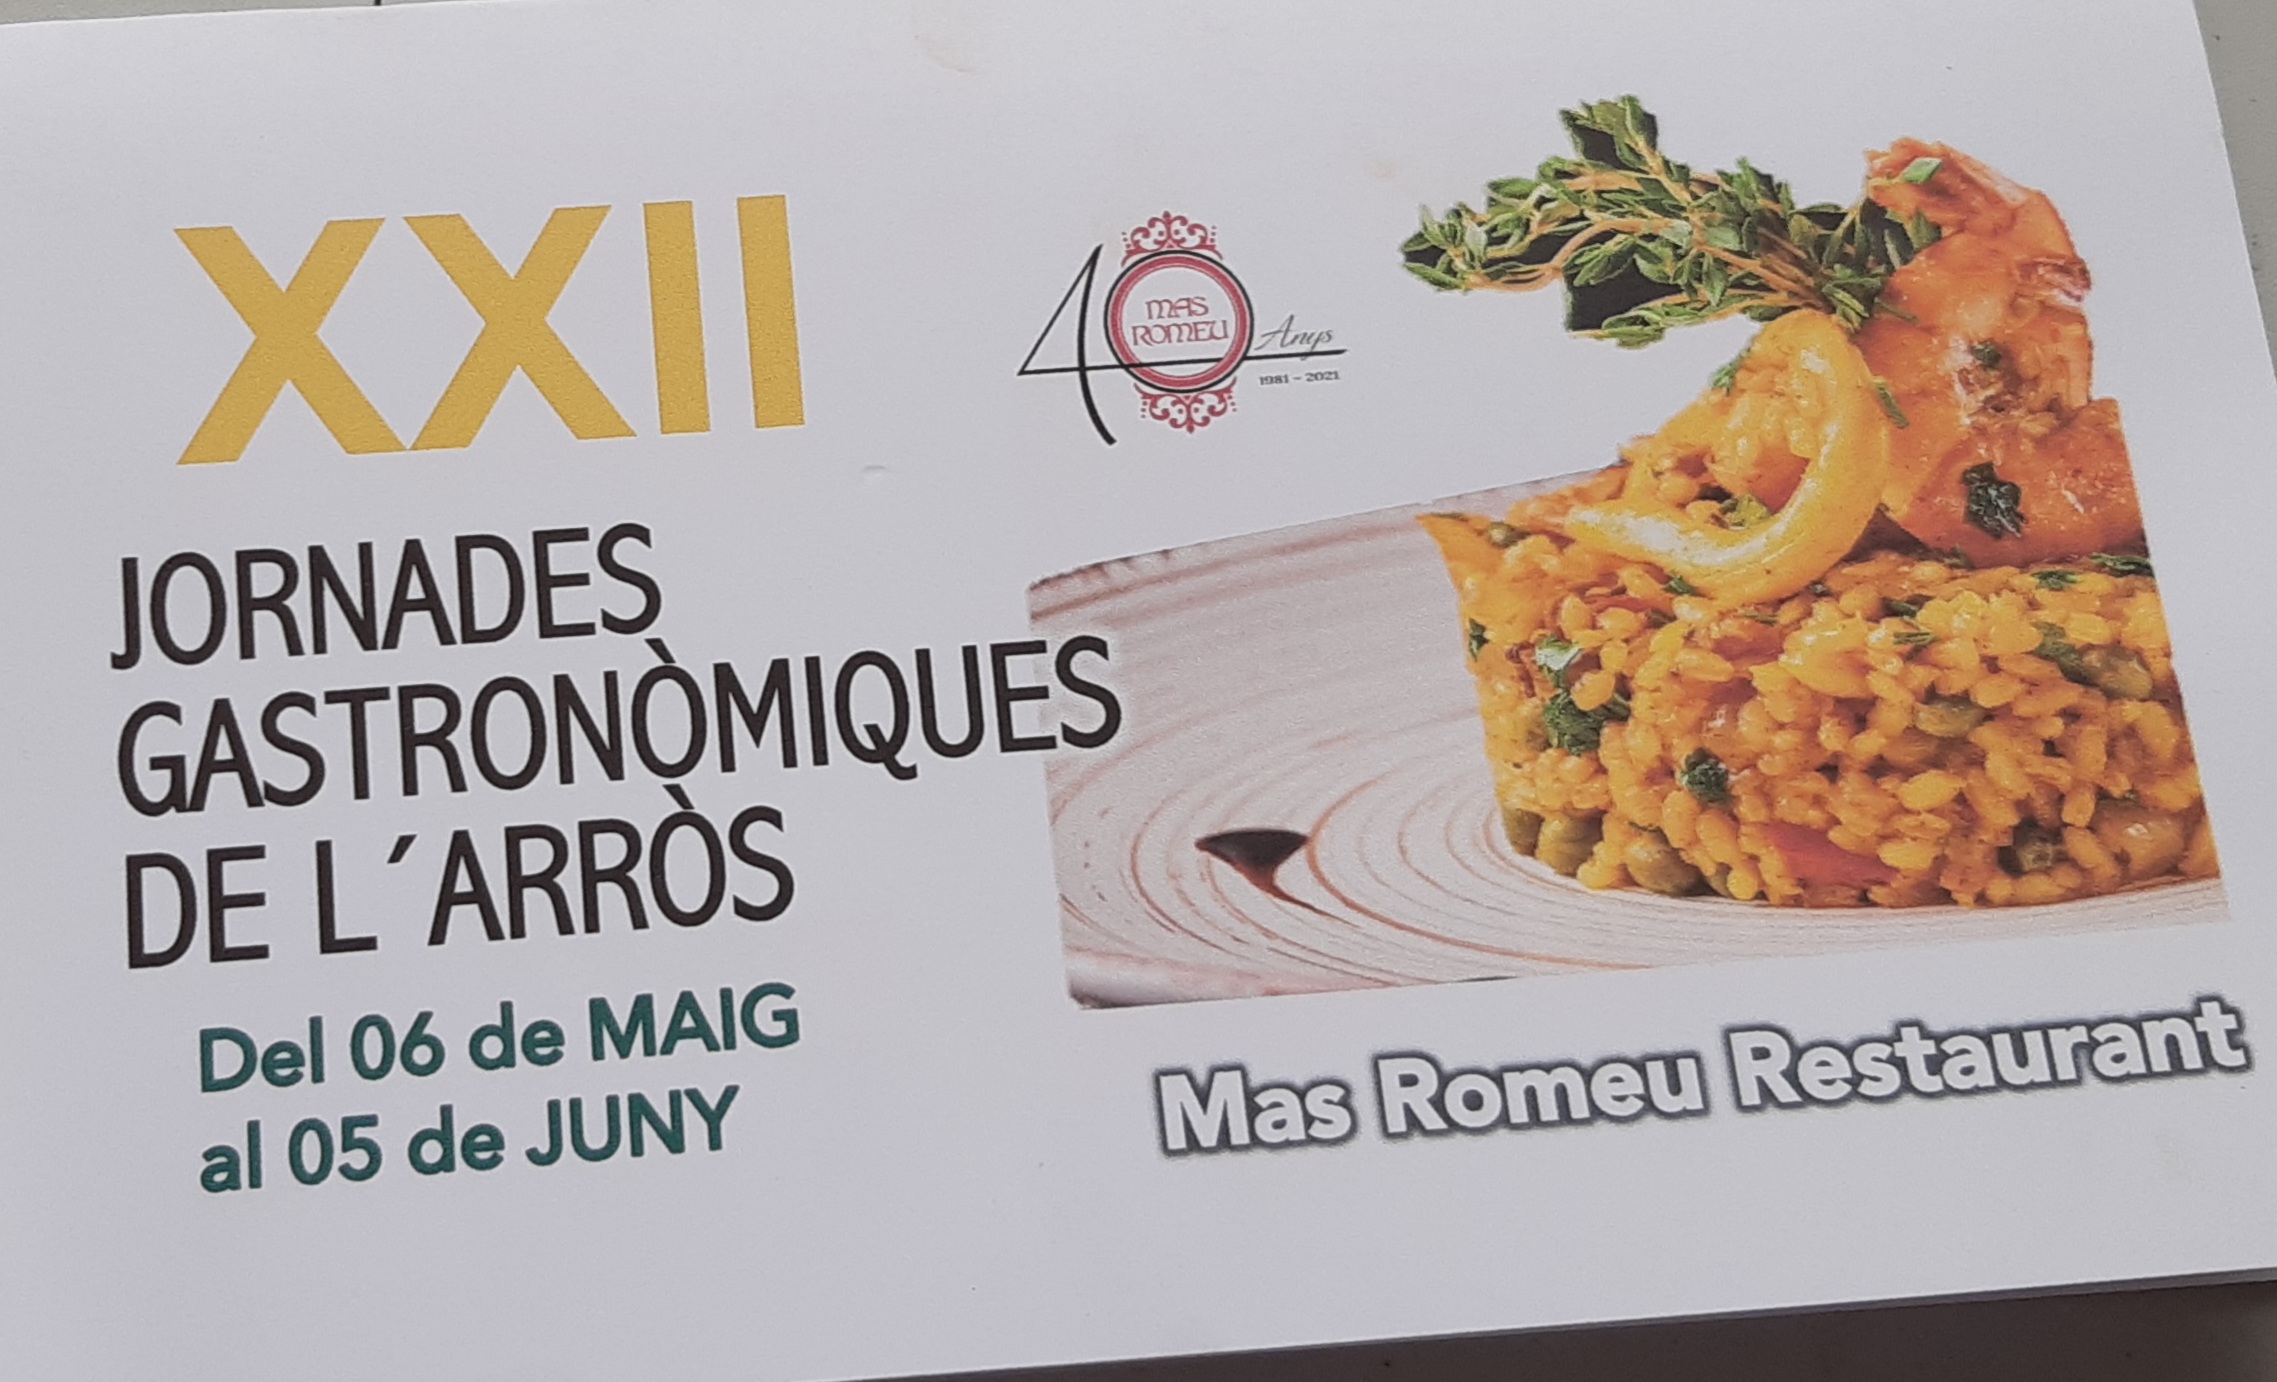 XXII
40 MAS ROMEU Anys
1981 - 2021
JORNADES
GASTRONÒMIQUES
DE L´ARRÒS
Del 06 de MAIG
al 05 de JUNY
Mas Romeu Restaurant